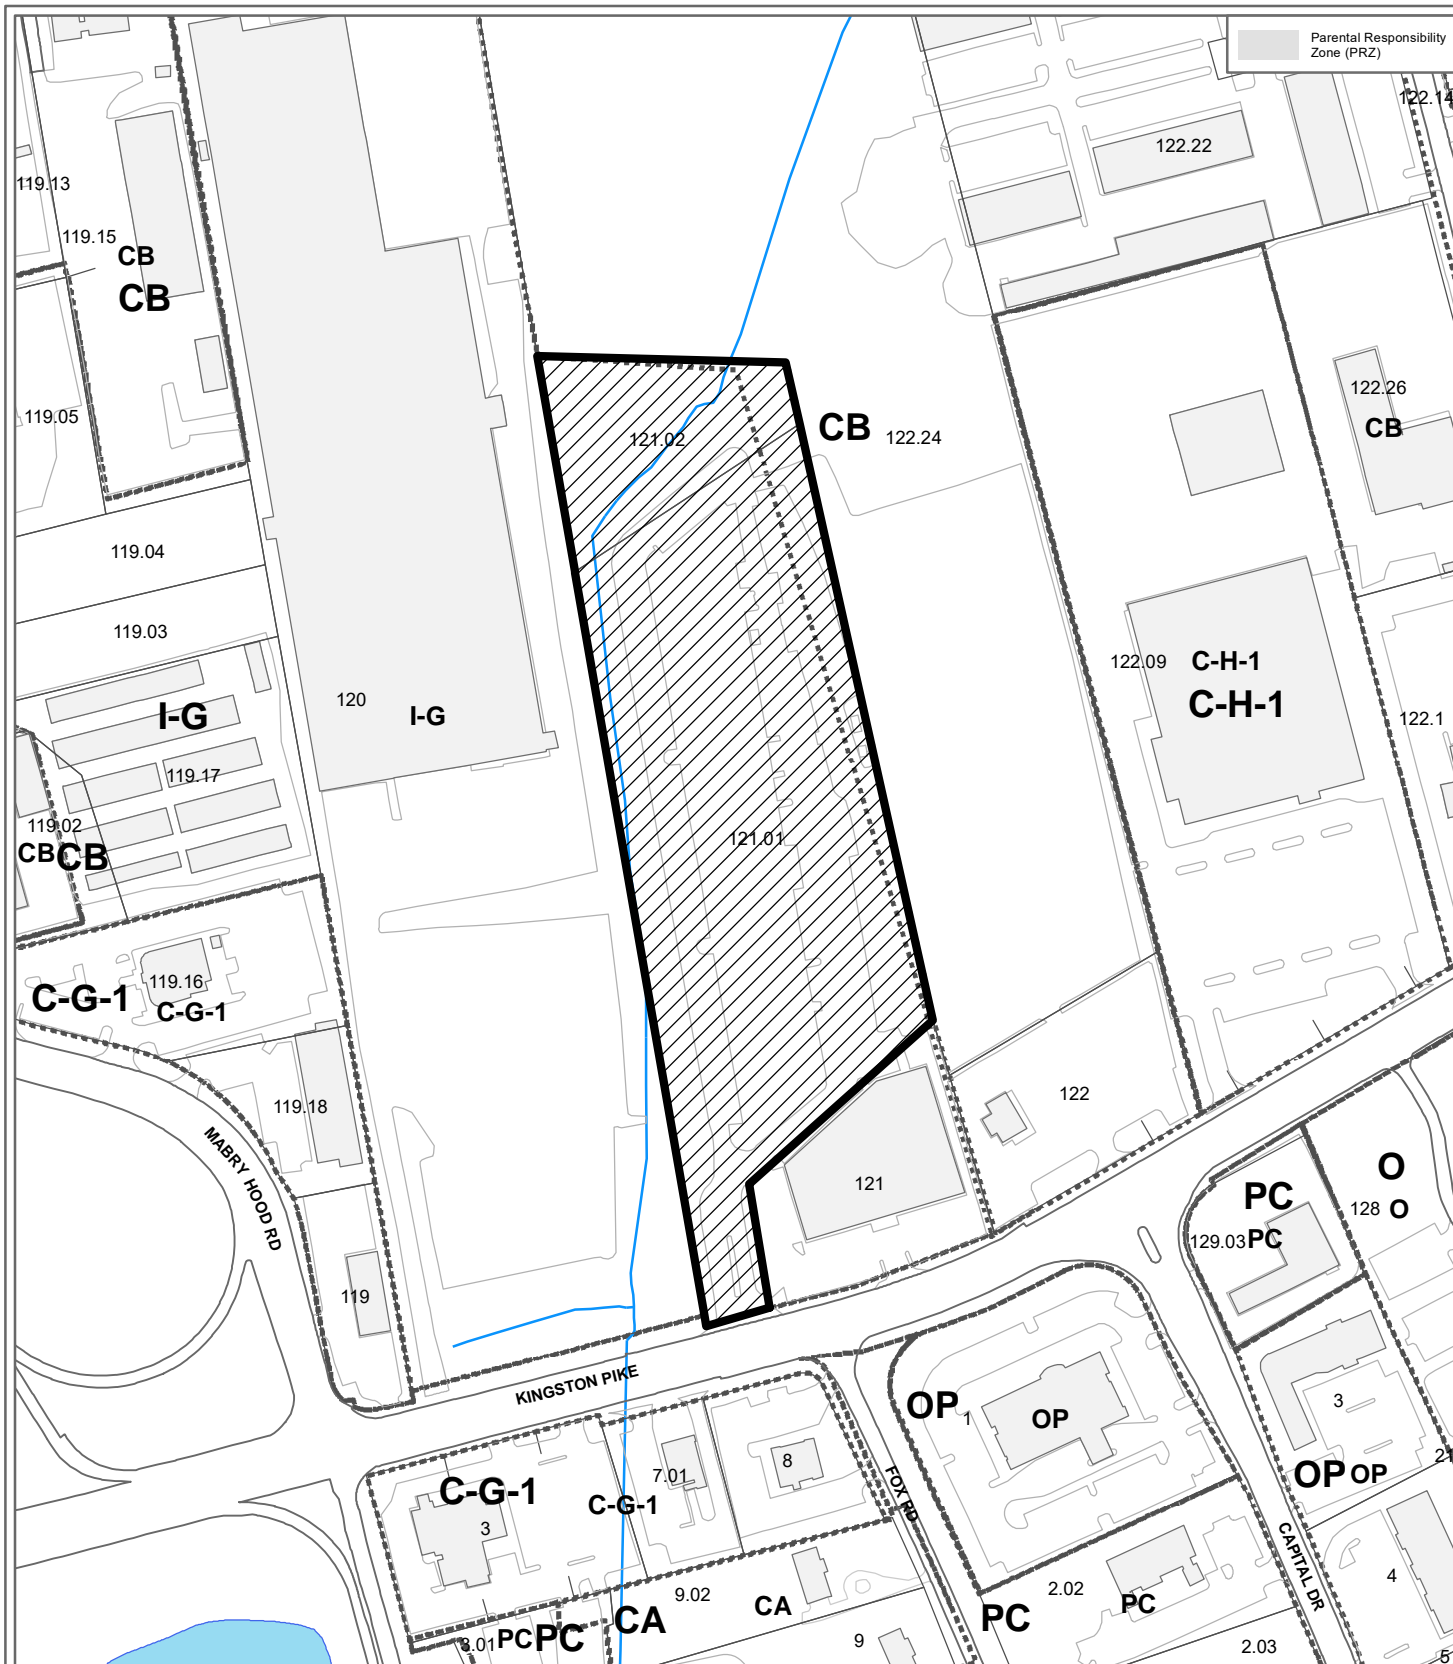 Parental Responsibility
Zone (PRZ)
122.14
122.22
119.13
119.15
CB
CB
122.26
CB
119.05
CB
122.24
121.02
119.04
119.03
122.09
C-H-1
C-H-1
120
I-G
I-G
122.1
119.17
119.02
CB
CB
121.01
119.16
C-G-1
C-G-1
119.18
122
MABRY HOOD RD
121
O
PC
128
O
129.03
PC
119
KINGSTON PIKE
OP
1
OP
3
7.01
8
C-G-1
C-G-1
3
FOX RD
OP
OP
21
CAPITAL DR
9.02
CA
CA
2.02
PC
PC
4
3.01
PC
PC
9
2.03
5